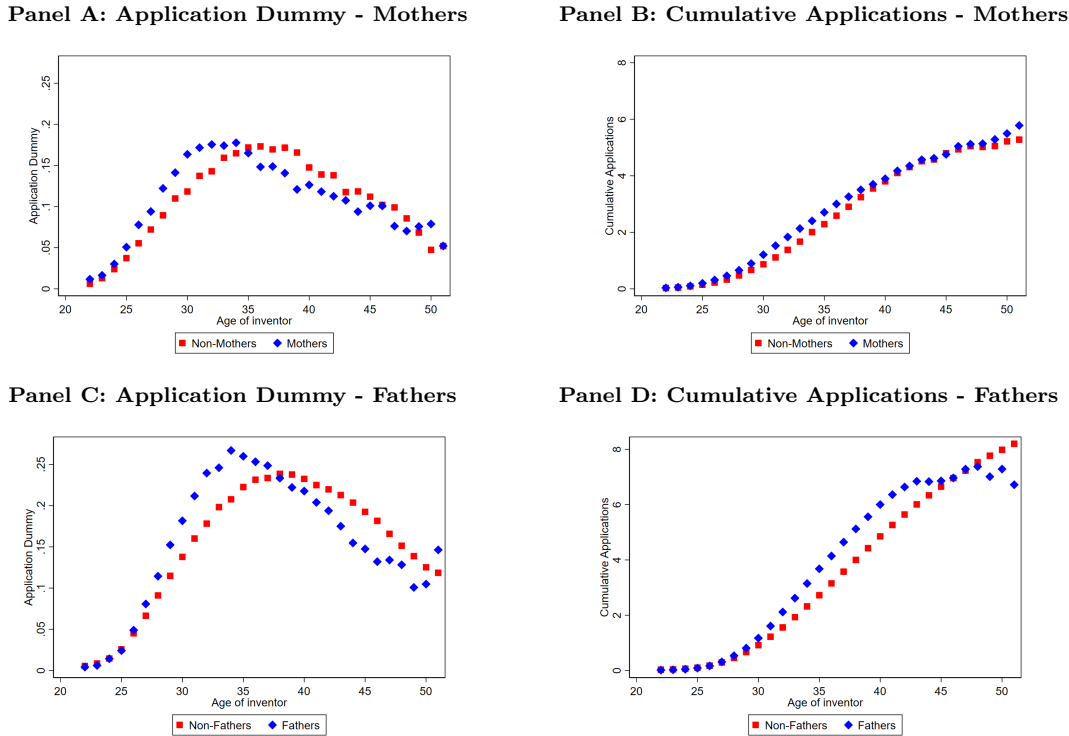 Panel A: Application Dummy - Mothers
Application Dummy
0 .05 .1 .15 .2 .25
20 25 30 35 40 45 50
Age of inventor
Non-Mothers Mothers
Panel B: Cumulative Applications - Mothers
Cumulative Applications
0 2 4 6 8
20 25 30 35 40 45 50
Age of inventor
Non-Mothers Mothers
Panel C: Application Dummy - Fathers
Application Dummy
0 .05 .1 .15 .2 .25
20 25 30 35 40 45 50
Age of inventor
Non-Fathers Fathers
Panel D: Cumulative Applications - Fathers
Cumulative Applications
0 2 4 6 8
20 25 30 35 40 45 50
Age of inventor
Non-Fathers Fathers